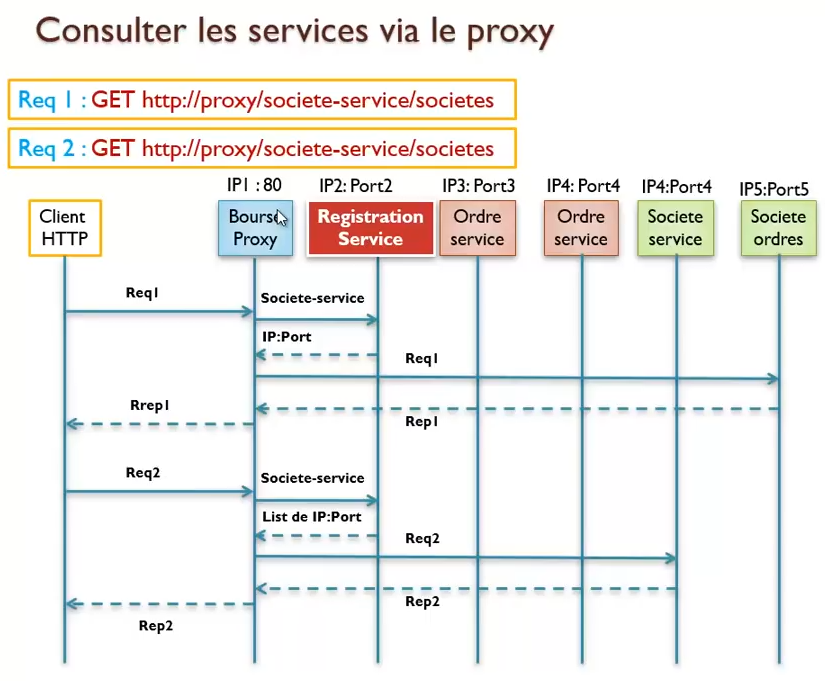 Consulter les services via le proxy
Req 1 : GET http://proxy/societe-service/societes
Req 2 : GET http://proxy/societe-service/societes
IP1 : 80
IP2: Port2
IP3: Port3
IP4: Port4
IP4:Port4
IP5:Port5
Client
HTTP
Bourse
Proxy
Registration
Service
Ordre
service
Ordre
service
Societe
service
Societe
ordres
Req1
Societe-service
IP:Port
Req1
Rrep1
Rep1
Req2
Societe-service
List de IP:Port
Req2
Rep2
Rep2